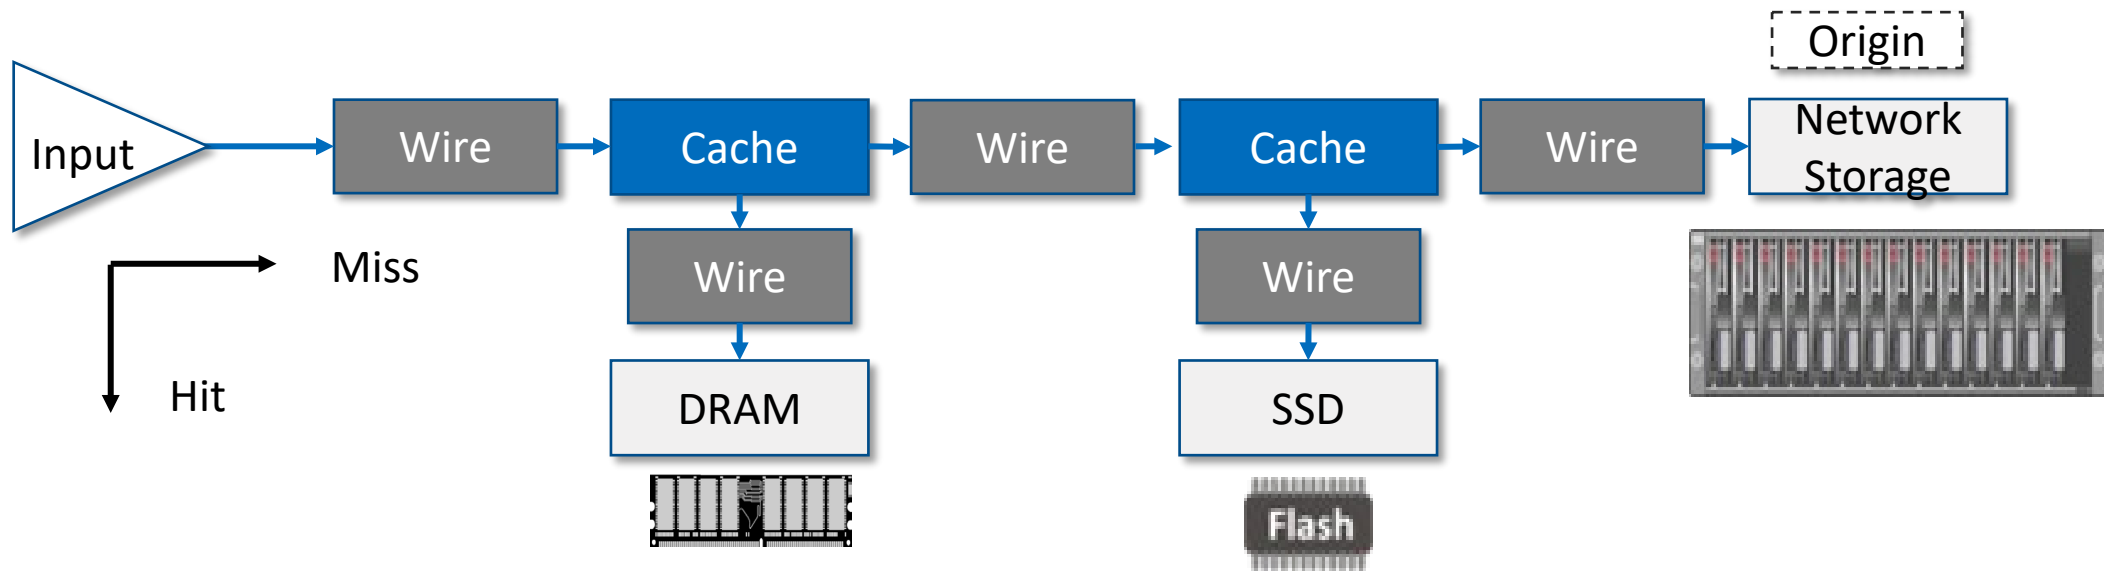 Origin
Input
Wire
Cache
Wire
Cache
Wire
Network
Storage
Miss
Wire
Wire
Hit
DRAM
SSD
Flash